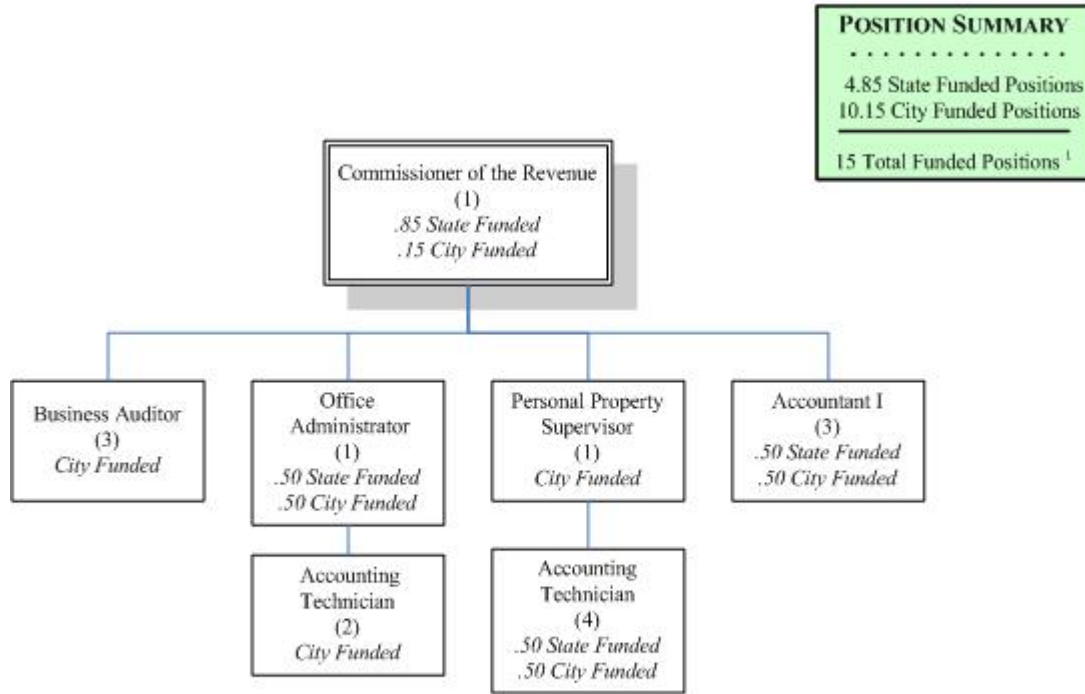 POSITION SUMMARY
. . . . . . . . . . . . . .
4.85 State Funded Positions
10.15 City Funded Positions
15 Total Funded Positions 1
Commissioner of the Revenue
(1)
.85 State Funded
.15 City Funded
Business Auditor
(3)
City Funded
Office
Administrator
(1)
.50 State Funded
.50 City Funded
Personal Property
Supervisor
(1)
City Funded
Accountant I
(3)
.50 State Funded
.50 City Funded
Accounting
Technician
(2)
City Funded
Accounting
Technician
(4)
.50 State Funded
.50 City Funded